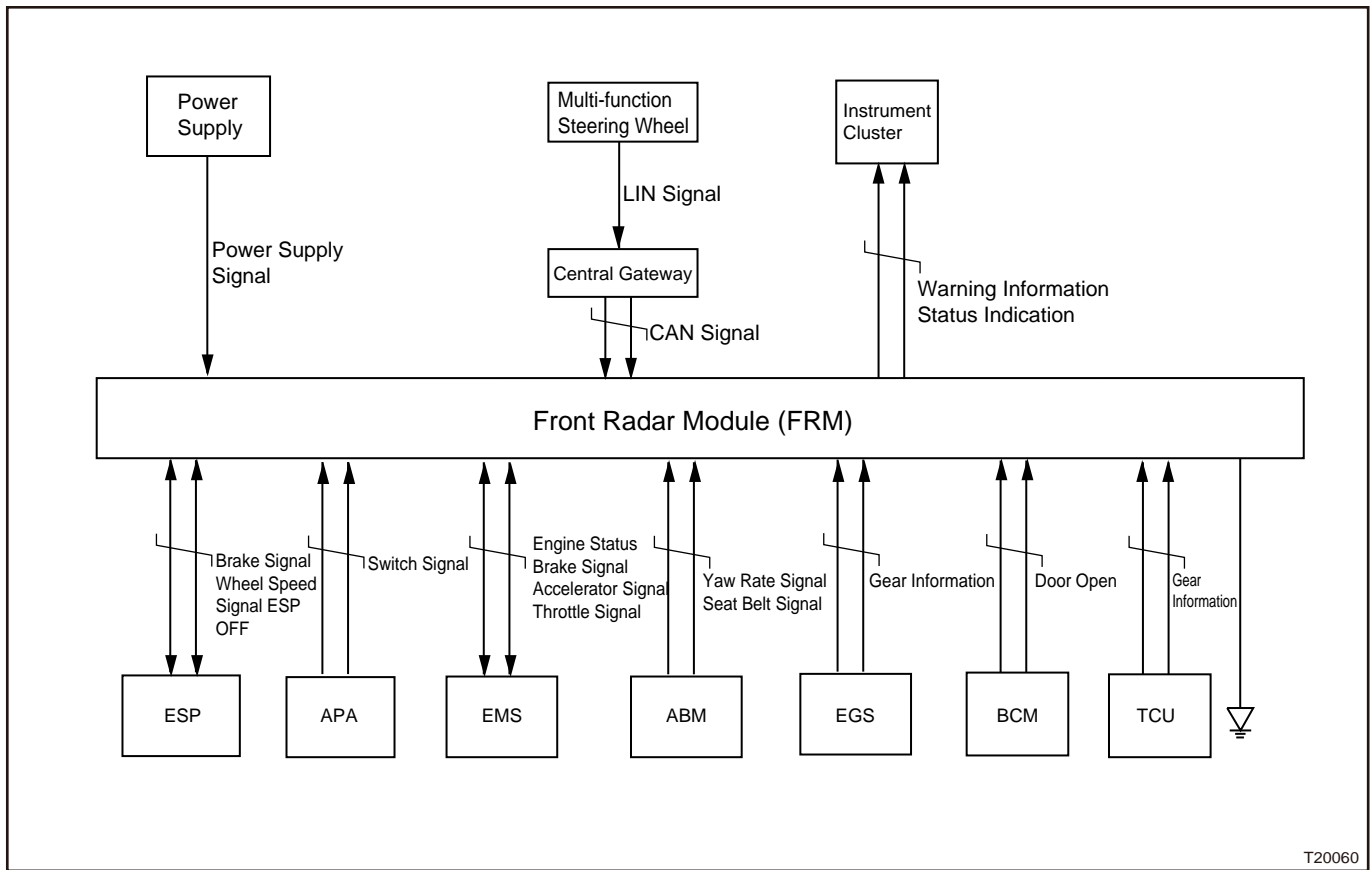 Power
Supply
Multi-function
Steering Wheel
Instrument
Cluster
LIN Signal
Power Supply
Signal
Central Gateway
Warning Information
Status Indication
CAN Signal
Front Radar Module (FRM)
Brake Signal
Wheel Speed
Signal ESP
OFF
Switch Signal
Engine Status
Brake Signal
Accelerator Signal
Throttle Signal
Yaw Rate Signal
Seat Belt Signal
Gear Information
Door Open
Gear
Information
ESP
APA
EMS
ABM
EGS
BCM
TCU
T20060